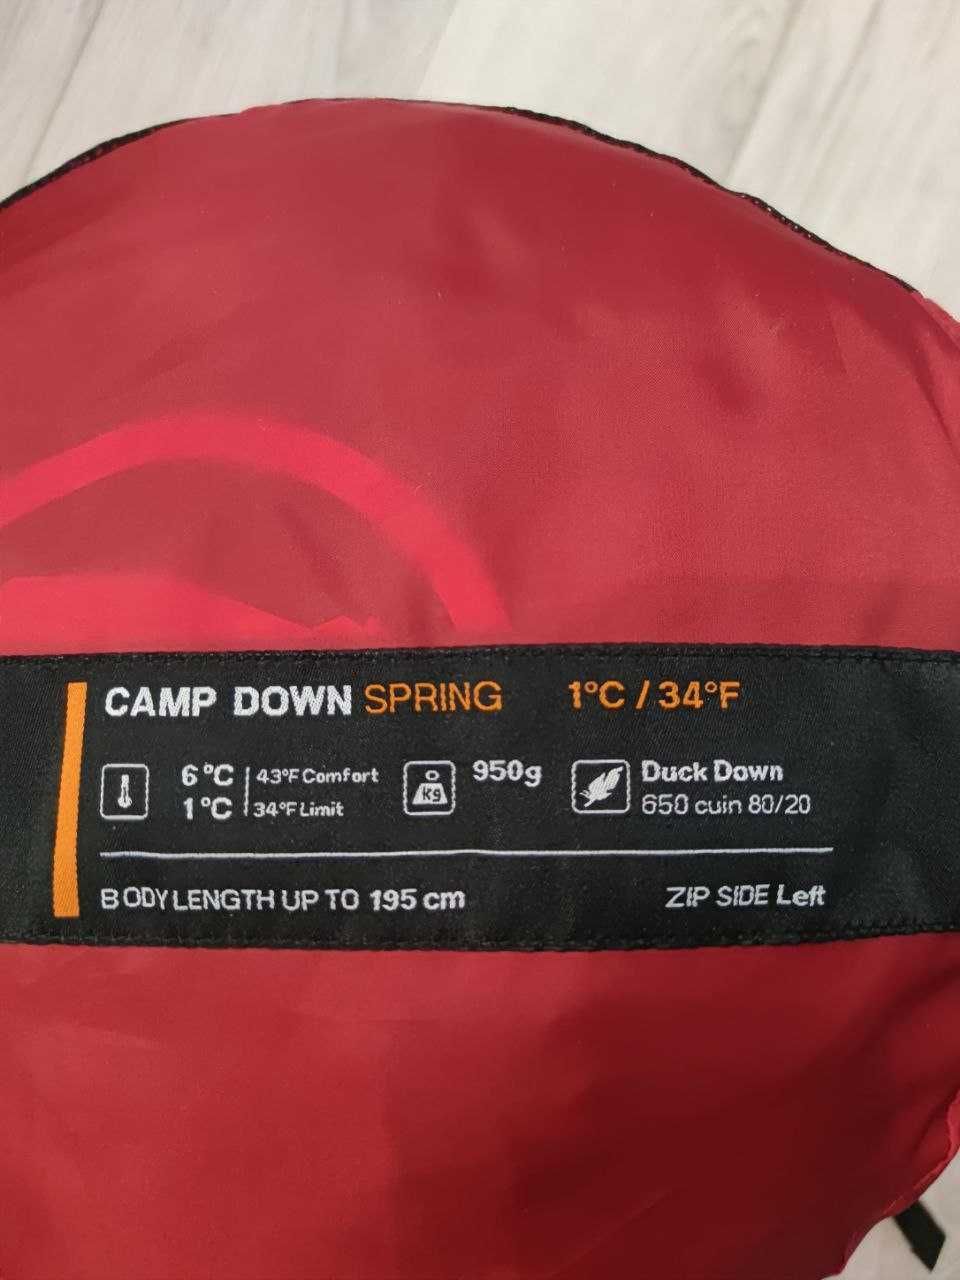 CAMP DOWN SPRING 1°C / 34°F
6°C 43°F Comfort
1°C 34°F Limit
kg
950g
Duck Down
650 cuin 80/20
BODY LENGTH UP TO 195 cm
ZIP SIDE Left